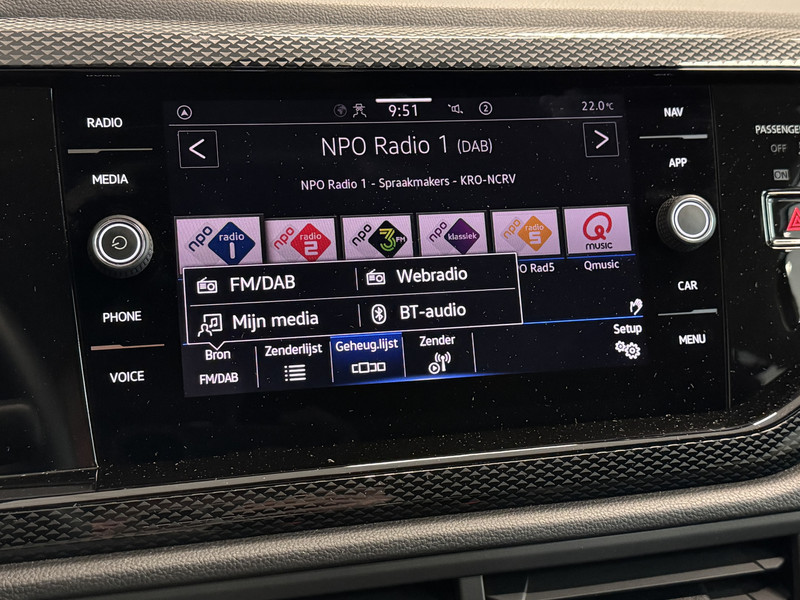 RADIO
MEDIA
PHONE
VOICE
9:51
2
22.0°C
NPO Radio 1 (DAB)
NPO Radio 1 - Spraakmakers - KRO-NCRV
npo radio 1
npo radio 2
npo 3FM
npo klassiek
npo radio 5
Q MUSIC
PO Rad5
Qmusic
FM/DAB
Webradio
Mijn media
BT-audio
Bron
FM/DAB
Zenderlijst
Geheug.lijst
Zender
Setup
NAV
APP
CAR
MENU
PASSENGE
OFF
ON